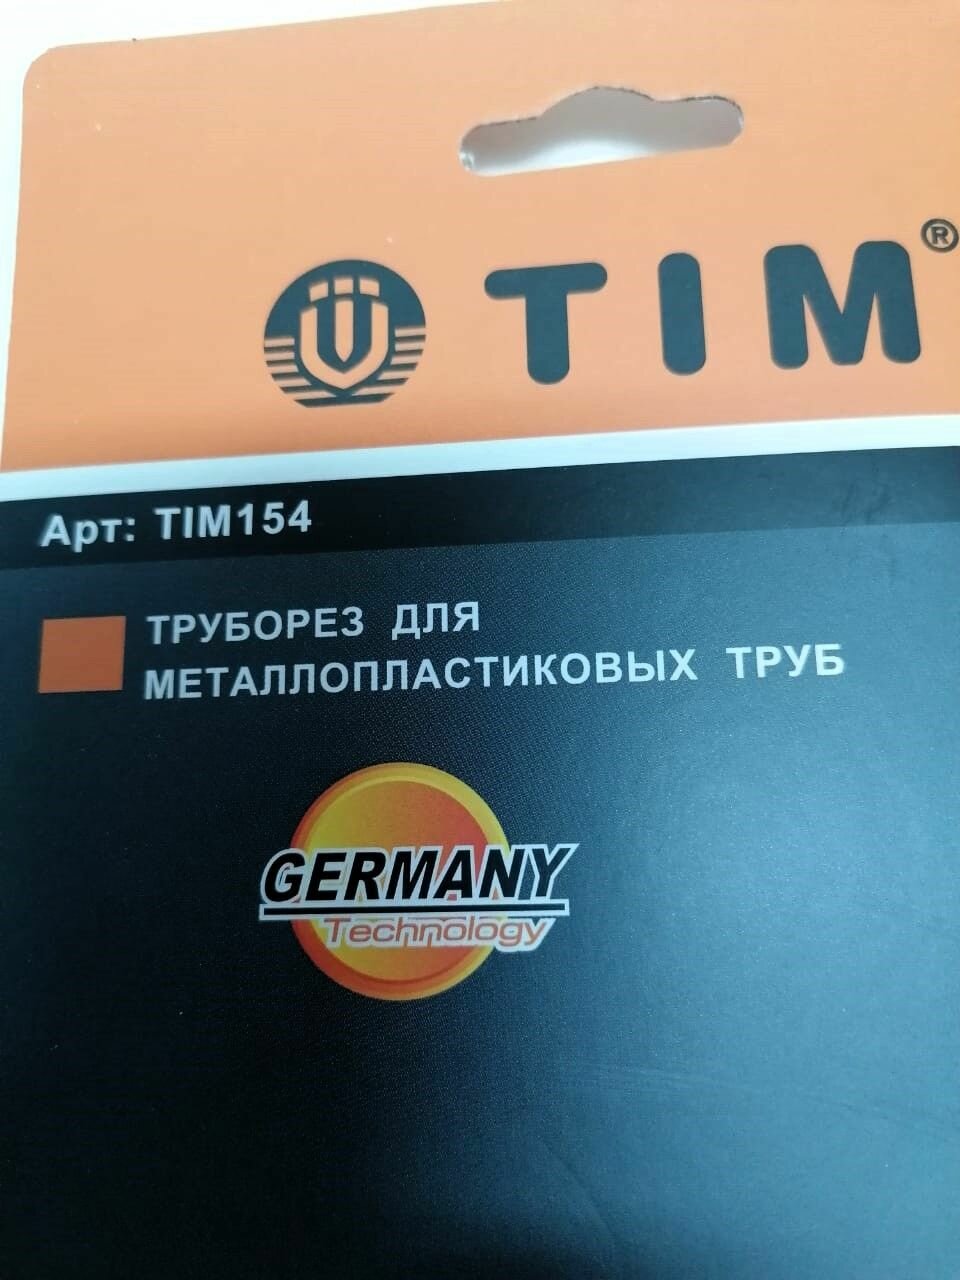 TIM®
Арт: TIM154
ТРУБОРЕЗ ДЛЯ
МЕТАЛЛОПЛАСТИКОВЫХ ТРУБ
GERMANY
Technology